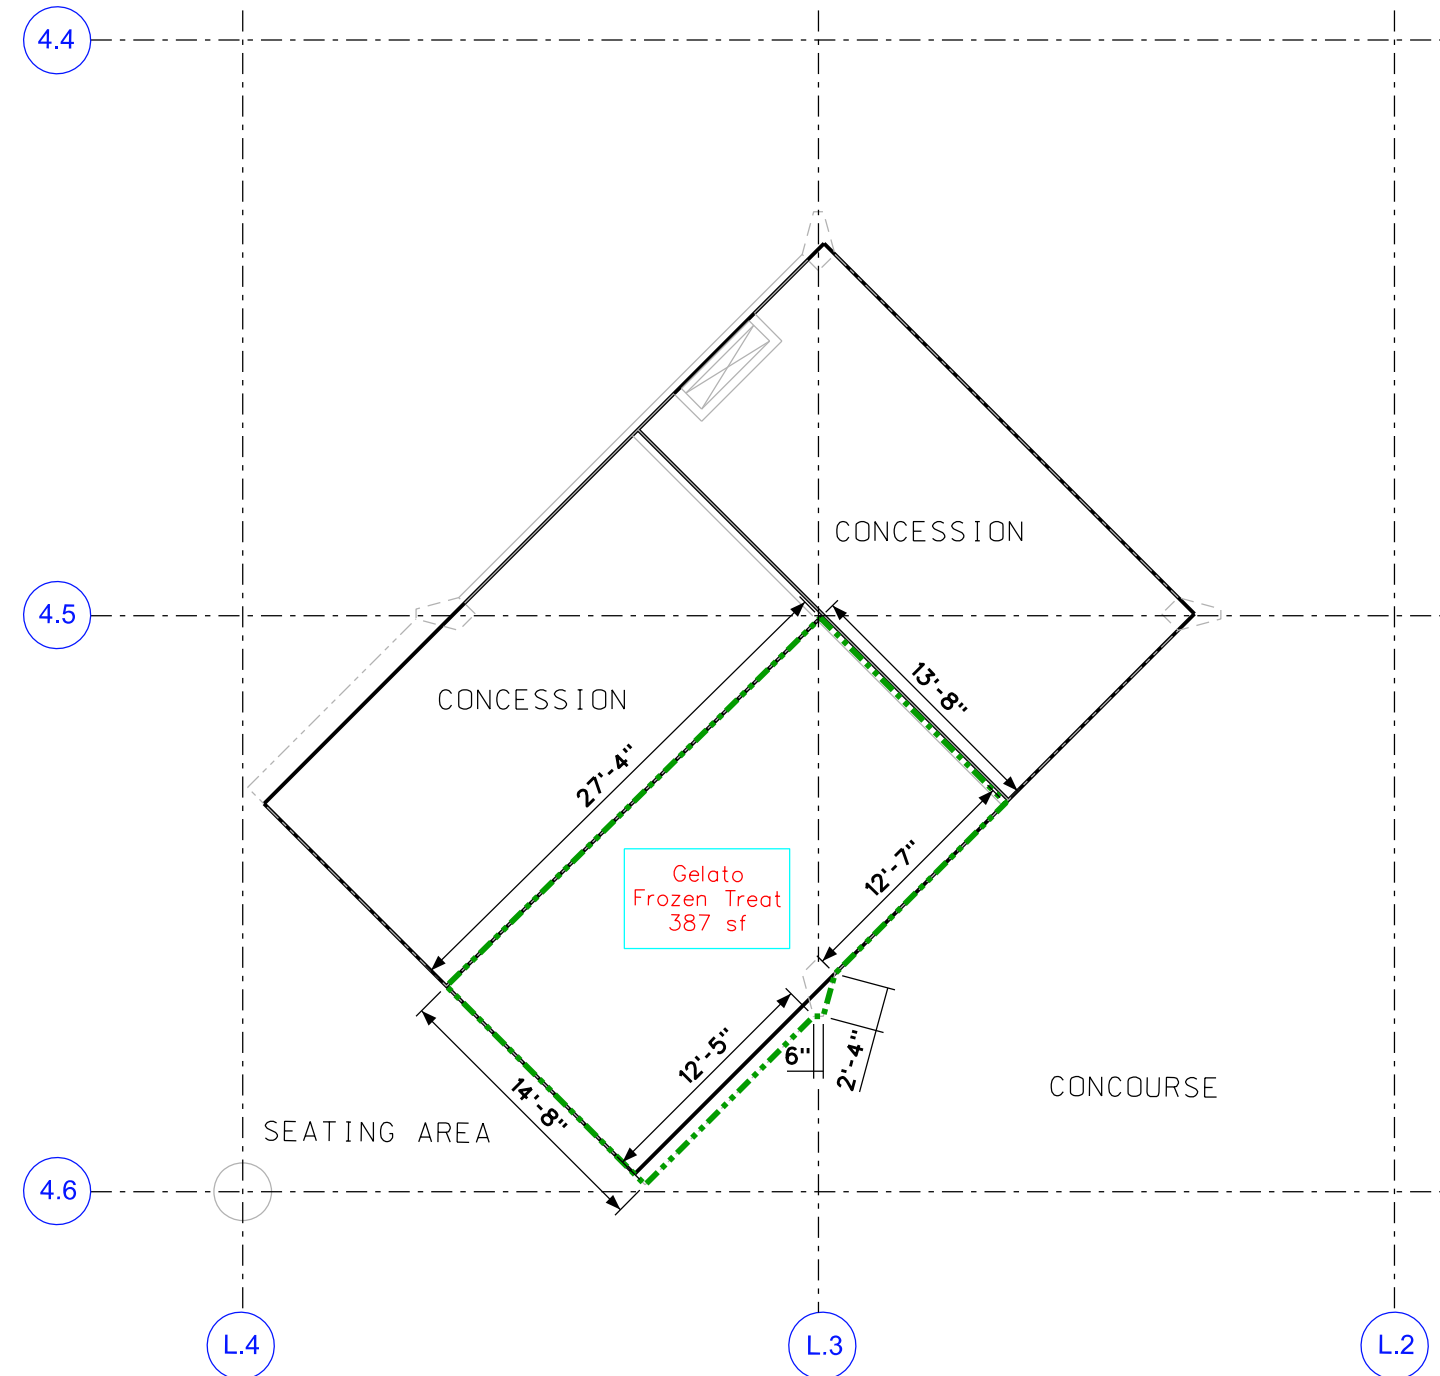 4.4
CONCESSION
4.5
13'-8"
CONCESSION
27'-4"
12'-7"
Gelato
Frozen Treat
387 sf
12'-5"
6"
2'-4"
14'-8"
CONCOURSE
SEATING AREA
4.6
L.4
L.3
L.2